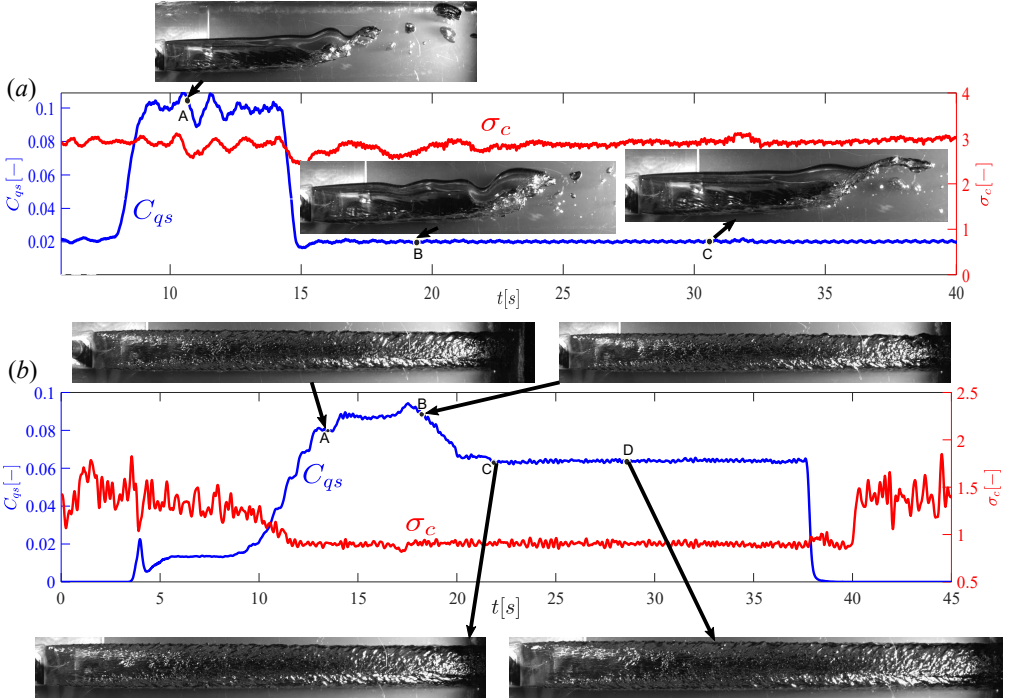 (a)
0.1
0.08
0.06
0.04
0.02
C_qs[−]
A
C_qs
σ_c
B
C
4
3
2
1
0
σ_c[−]
10 15 20 25 30 35 40
t[s]
(b)
0.1
0.08
0.06
0.04
0.02
0
C_qs[−]
A
B
C_qs
C
D
σ_c
2.5
2
1.5
1
0.5
σ_c[−]
0 5 10 15 20 25 30 35 40 45
t[s]